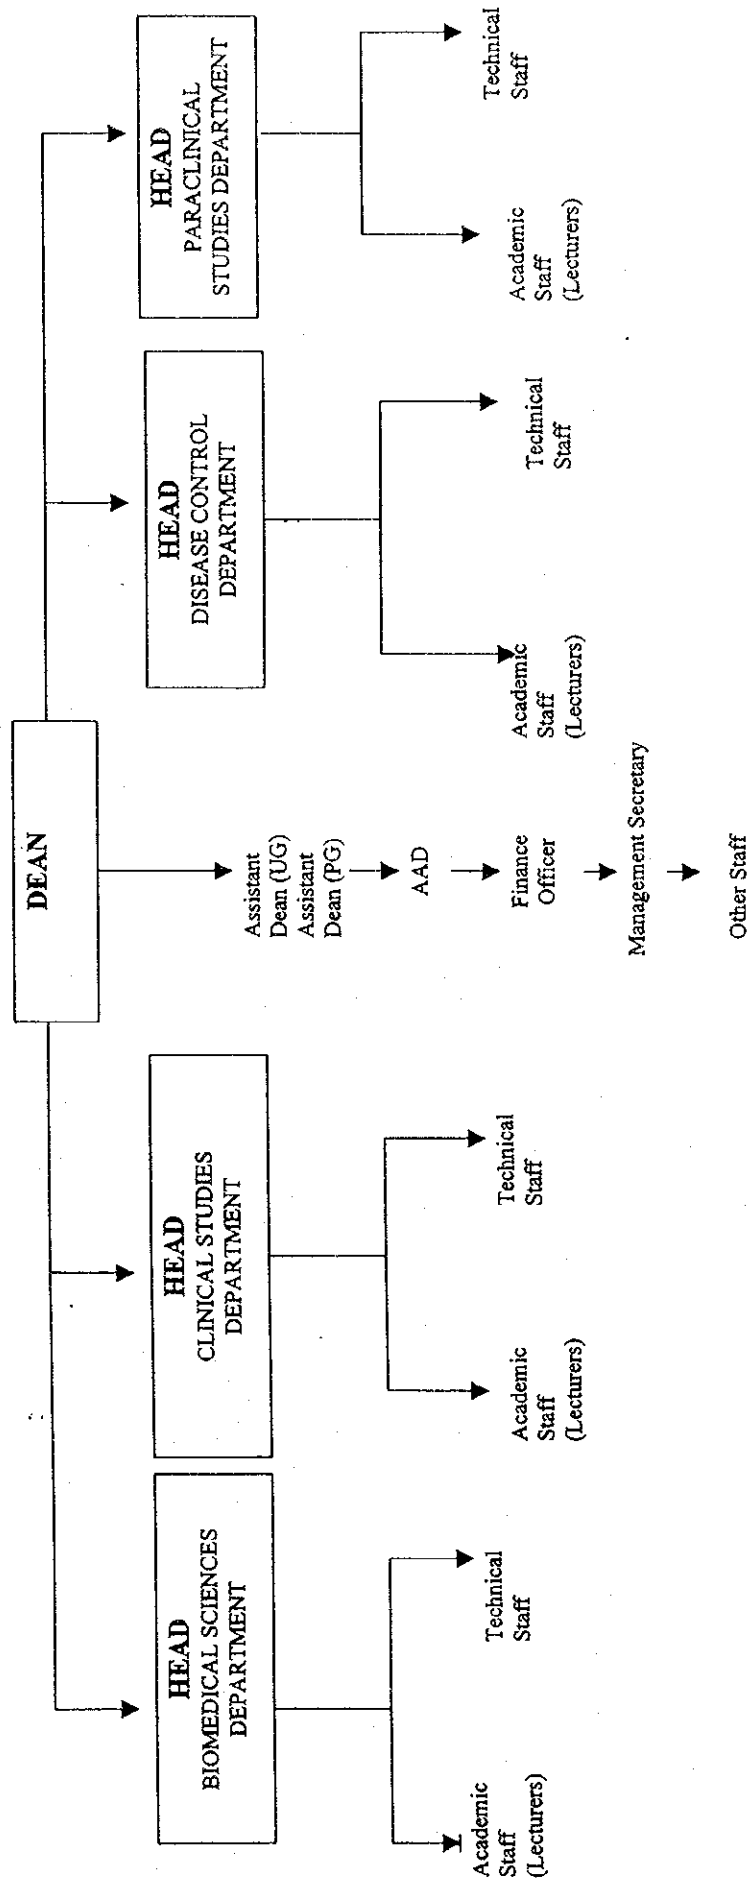 DEAN
HEAD
BIOMEDICAL SCIENCES
DEPARTMENT
HEAD
CLINICAL STUDIES
DEPARTMENT
HEAD
DISEASE CONTROL
DEPARTMENT
HEAD
PARACLINICAL
STUDIES DEPARTMENT
Academic
Staff
(Lecturers)
Technical
Staff
Academic
Staff
(Lecturers)
Technical
Staff
Assistant
Dean (UG)
Assistant
Dean (PG)
AAD
Finance
Officer
Management Secretary
Other Staff
Academic
Staff
(Lecturers)
Technical
Staff
Academic
Staff
(Lecturers)
Technical
Staff